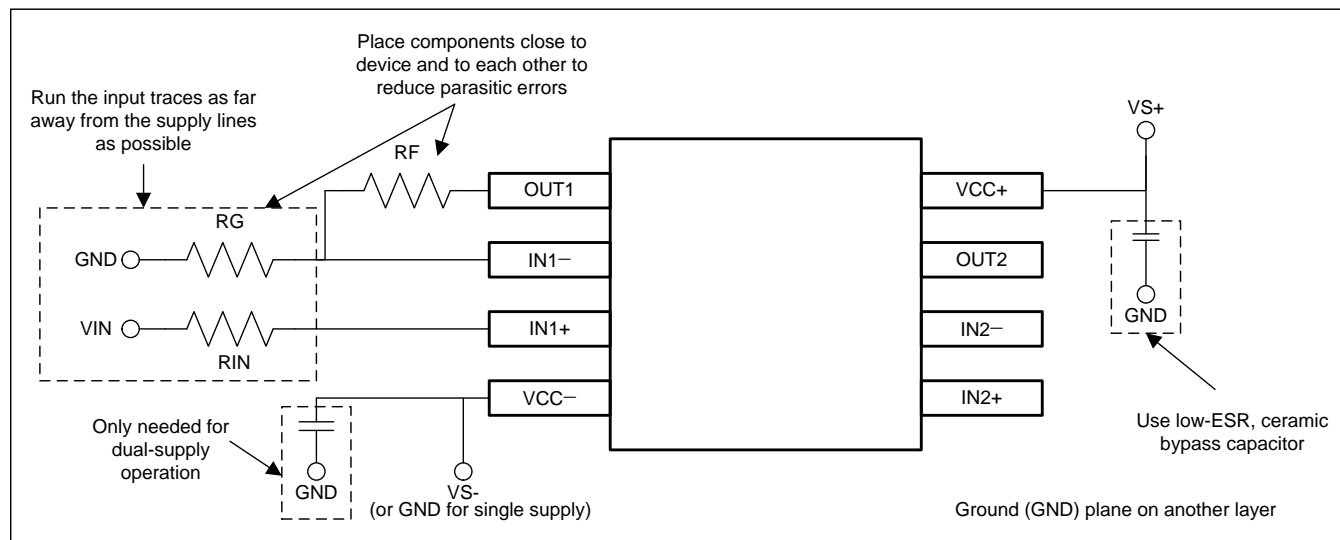 Place components close to
device and to each other to
reduce parasitic errors
Run the input traces as far
away from the supply lines
as possible
VS+
RF
OUT1
VCC+
RG
GND
IN1−
OUT2
VIN
IN1+
IN2−
GND
RIN
VCC−
IN2+
Only needed for
dual-supply
operation
Use low-ESR, ceramic
bypass capacitor
GND
VS-
(or GND for single supply)
Ground (GND) plane on another layer